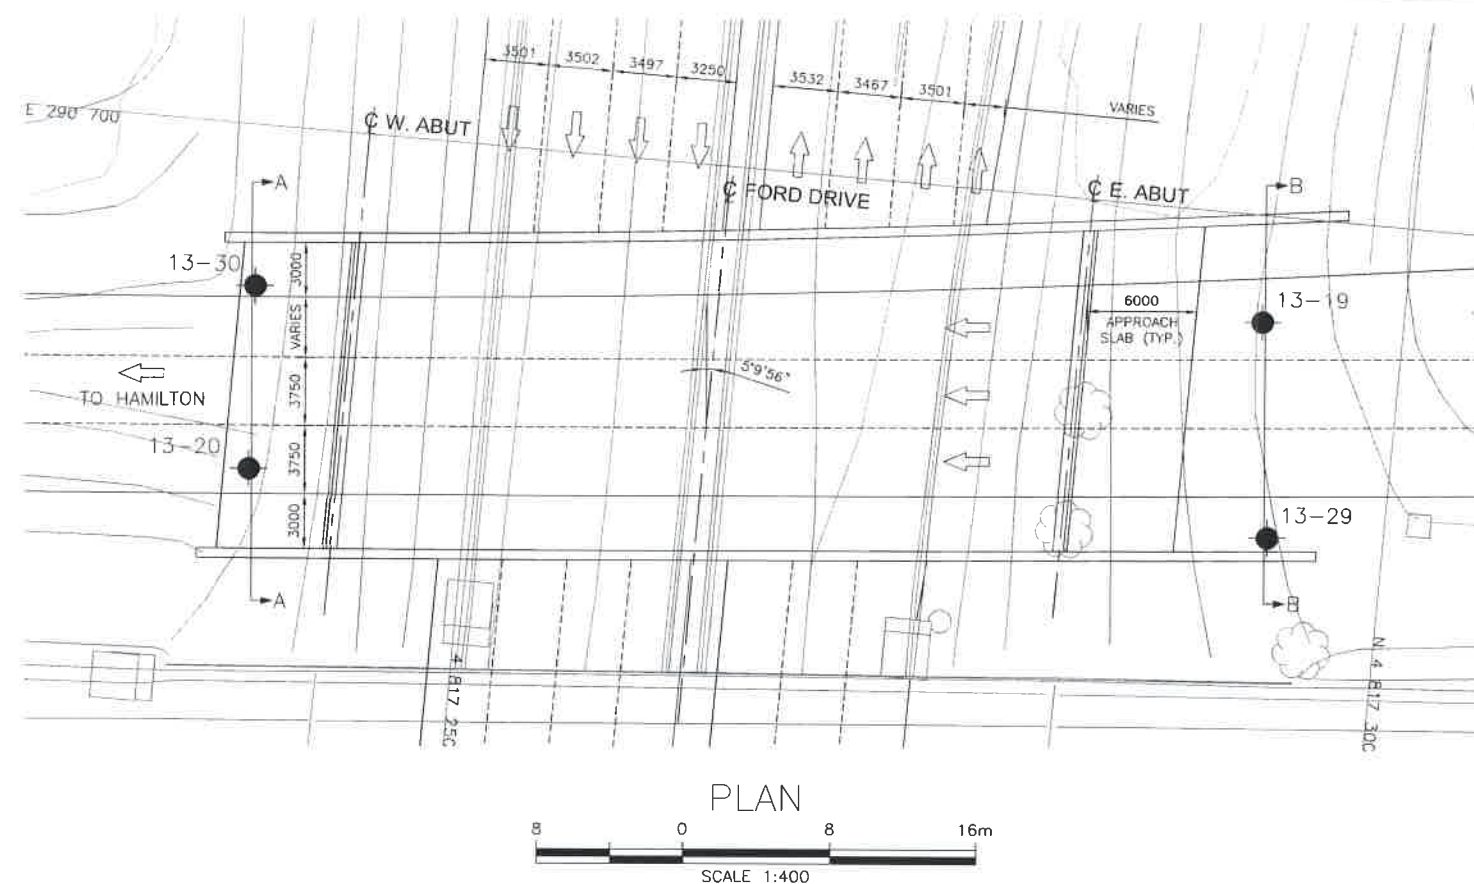 3501
3502
3497
3250
3532
3467
3501
VARIES
E 290 700
℄ W. ABUT
A
℄ FORD DRIVE
℄ E. ABUT
B
13-30
3000
13-19
6000
APPROACH
SLAB (TYP.)
VARIES
5°9'56"
TO HAMILTON
3750
13-20
3750
3000
13-29
A
B
4 817 250
N 4 817 300
PLAN
8 0 8 16m
SCALE 1:400